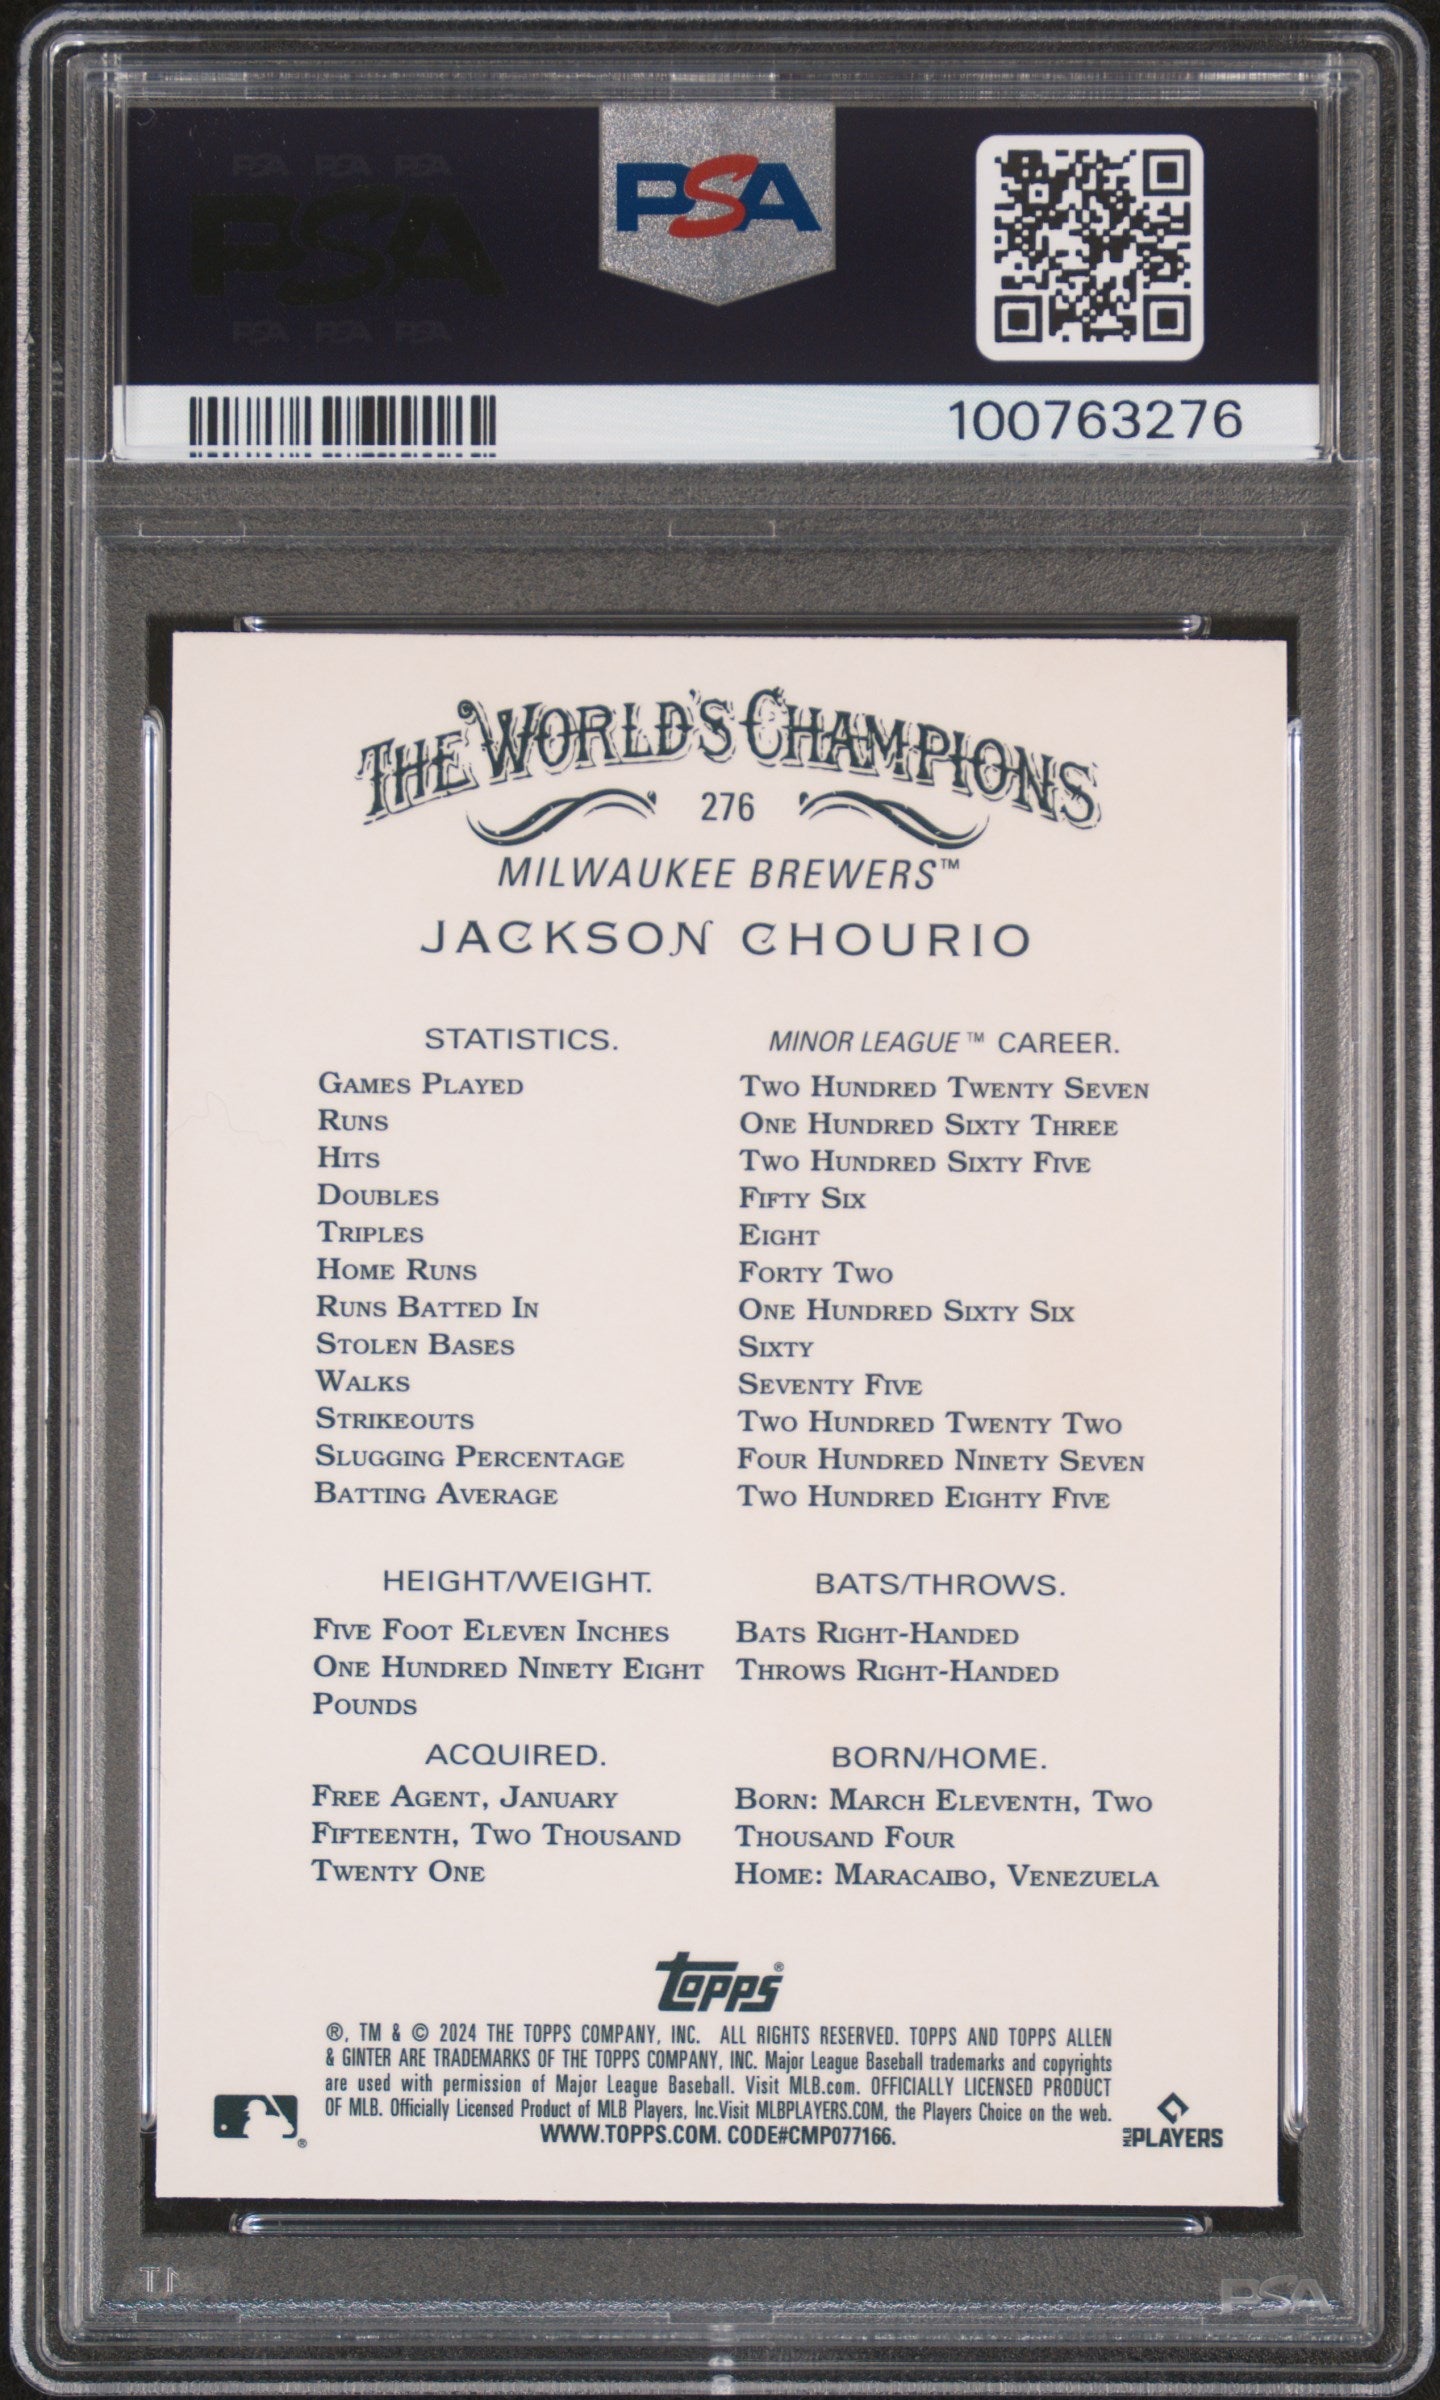 PSA PSA PSA
PSA
PSA PSA PSA
PSA
100763276
THE WORLD'S CHAMPIONS
276
MILWAUKEE BREWERS™
JACKSON CHOURIO
STATISTICS. MINOR LEAGUE™ CAREER.
GAMES PLAYED TWO HUNDRED TWENTY SEVEN
RUNS ONE HUNDRED SIXTY THREE
HITS TWO HUNDRED SIXTY FIVE
DOUBLES FIFTY SIX
TRIPLES EIGHT
HOME RUNS FORTY TWO
RUNS BATTED IN ONE HUNDRED SIXTY SIX
STOLEN BASES SIXTY
WALKS SEVENTY FIVE
STRIKEOUTS TWO HUNDRED TWENTY TWO
SLUGGING PERCENTAGE FOUR HUNDRED NINETY SEVEN
BATTING AVERAGE TWO HUNDRED EIGHTY FIVE
HEIGHT/WEIGHT.
FIVE FOOT ELEVEN INCHES
ONE HUNDRED NINETY EIGHT
POUNDS
BATS/THROWS.
BATS RIGHT-HANDED
THROWS RIGHT-HANDED
ACQUIRED.
FREE AGENT, JANUARY
FIFTEENTH, TWO THOUSAND
TWENTY ONE
BORN/HOME.
BORN: MARCH ELEVENTH, TWO
THOUSAND FOUR
HOME: MARACAIBO, VENEZUELA
topps®
®, TM & © 2024 THE TOPPS COMPANY, INC. ALL RIGHTS RESERVED. TOPPS AND TOPPS ALLEN
& GINTER ARE TRADEMARKS OF THE TOPPS COMPANY, INC. Major League Baseball trademarks and copyrights
are used with permission of Major League Baseball. Visit MLB.com. OFFICIALLY LICENSED PRODUCT
OF MLB. Officially Licensed Product of MLB Players, Inc.Visit MLBPLAYERS.COM, the Players Choice on the web.
WWW.TOPPS.COM. CODE#CMP077166.
®
MLB PLAYERS
PSA